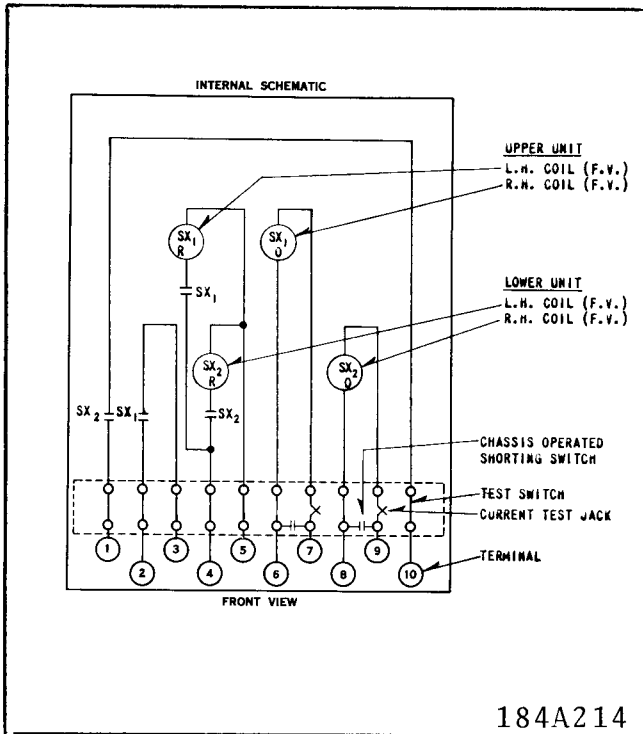 INTERNAL SCHEMATIC
UPPER UNIT
L.H. COIL (F.V.)
R.H. COIL (F.V.)
SX₁
R
SX₁
O
SX₁
LOWER UNIT
L.H. COIL (F.V.)
R.H. COIL (F.V.)
SX₂
R
SX₂
O
SX₂ SX₁ SX₂
CHASSIS OPERATED
SHORTING SWITCH
TEST SWITCH
CURRENT TEST JACK
1 3 5 7 9
2 4 6 8 10
TERMINAL
FRONT VIEW
184A214